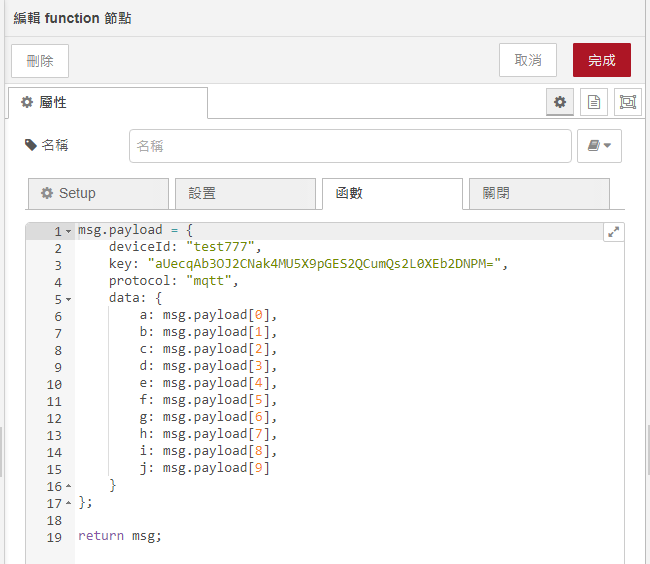 編輯 function 節點
刪除
取消
完成
屬性
名稱
名稱
Setup
設置
函數
關閉
1 msg.payload = {
2 deviceId: "test777",
3 key: "aUecqAb3OJ2CNak4MU5X9pGES2QCumQs2L0XEb2DNPM=",
4 protocol: "mqtt",
5 data: {
6 a: msg.payload[0],
7 b: msg.payload[1],
8 c: msg.payload[2],
9 d: msg.payload[3],
10 e: msg.payload[4],
11 f: msg.payload[5],
12 g: msg.payload[6],
13 h: msg.payload[7],
14 i: msg.payload[8],
15 j: msg.payload[9]
16 }
17 };
18
19 return msg;